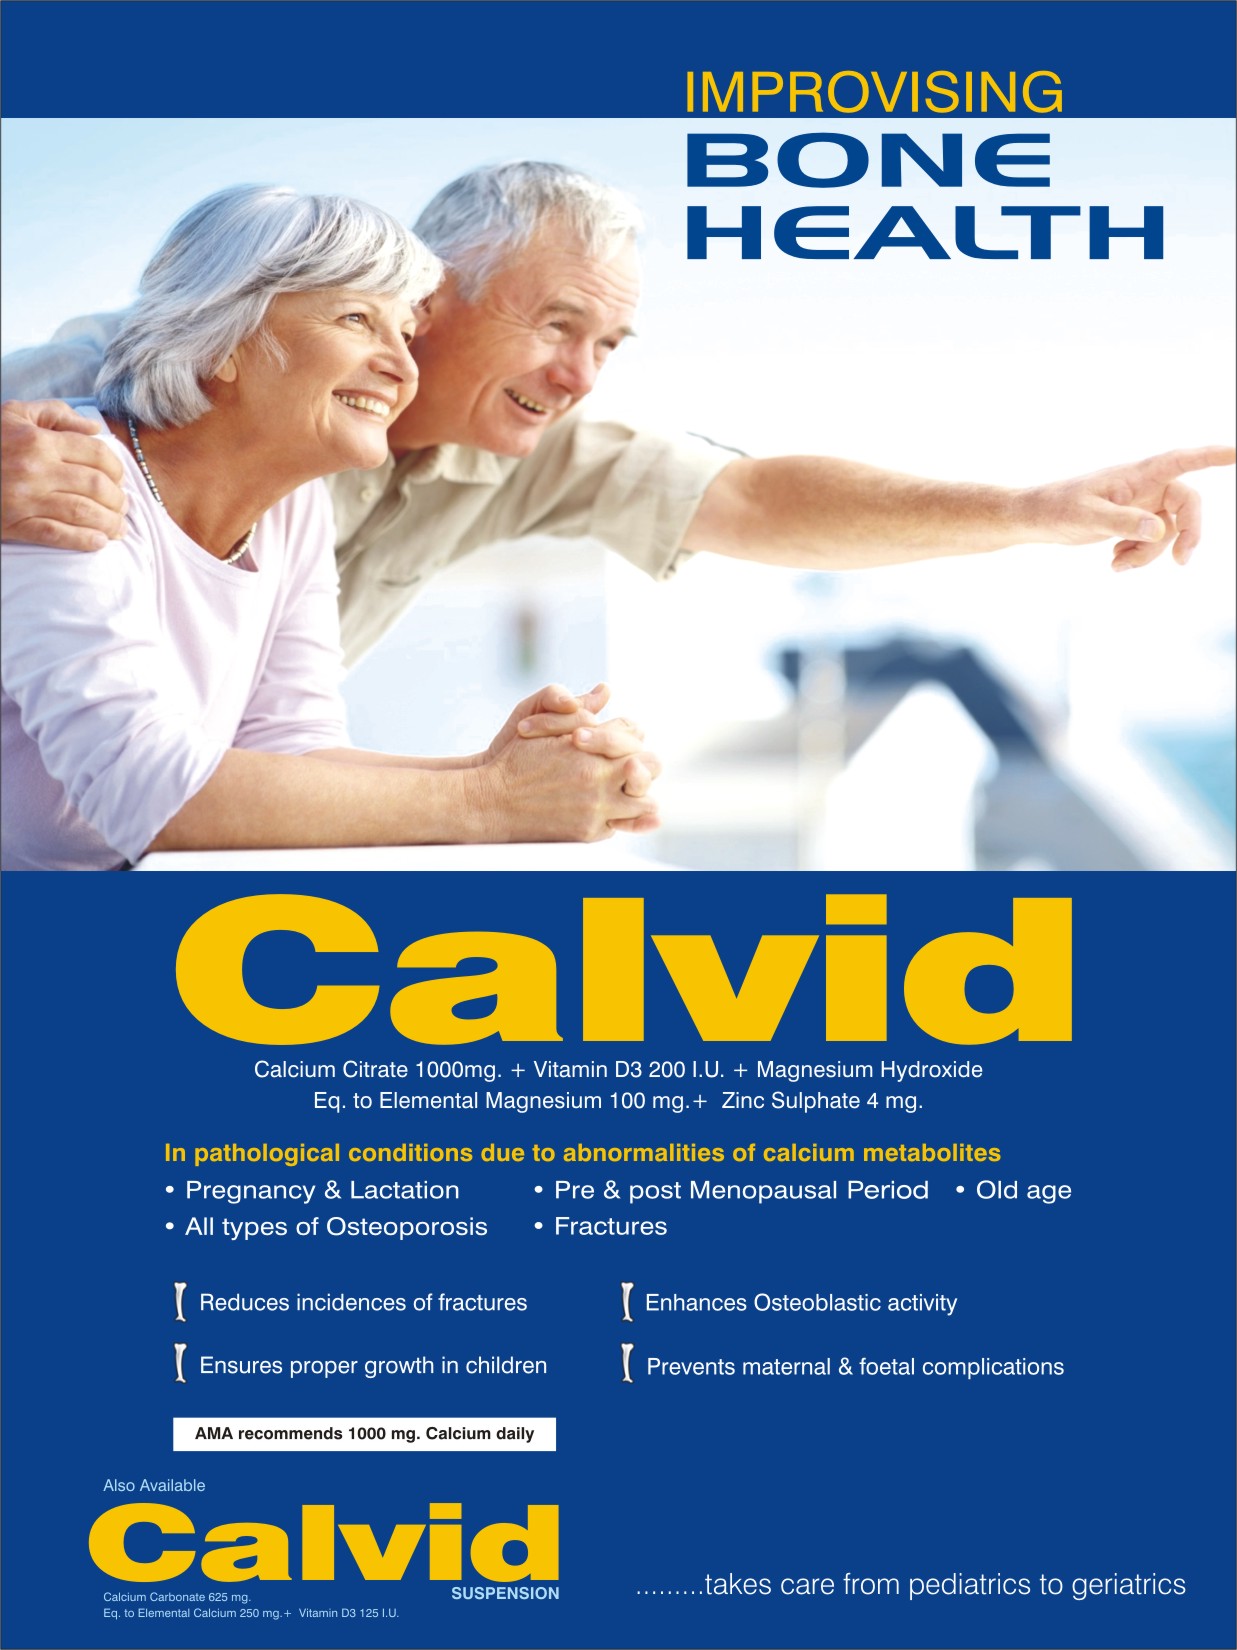 IMPROVISING
BONE
HEALTH
Calvid
Calcium Citrate 1000mg. + Vitamin D3 200 I.U. + Magnesium Hydroxide
Eq. to Elemental Magnesium 100 mg.+ Zinc Sulphate 4 mg.
In pathological conditions due to abnormalities of calcium metabolites
• Pregnancy & Lactation • Pre & post Menopausal Period • Old age
• All types of Osteoporosis • Fractures
Reduces incidences of fractures Enhances Osteoblastic activity
Ensures proper growth in children Prevents maternal & foetal complications
AMA recommends 1000 mg. Calcium daily
Also Available
Calvid
SUSPENSION
Calcium Carbonate 625 mg.
Eq. to Elemental Calcium 250 mg.+ Vitamin D3 125 I.U.
.........takes care from pediatrics to geriatrics